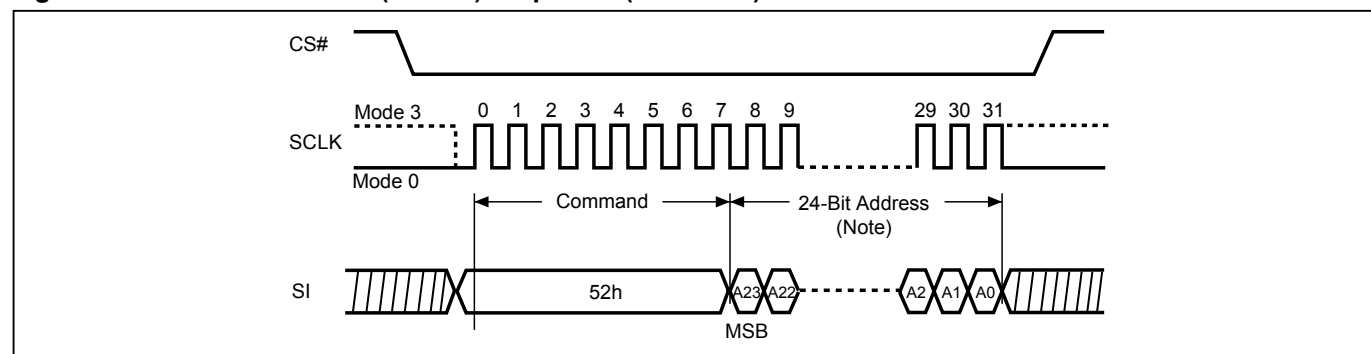 CS#
Mode 3
0 1 2 3 4 5 6 7 8 9 29 30 31
SCLK
Mode 0
Command
24-Bit Address
(Note)
SI
52h
A23 A22
A2 A1 A0
MSB